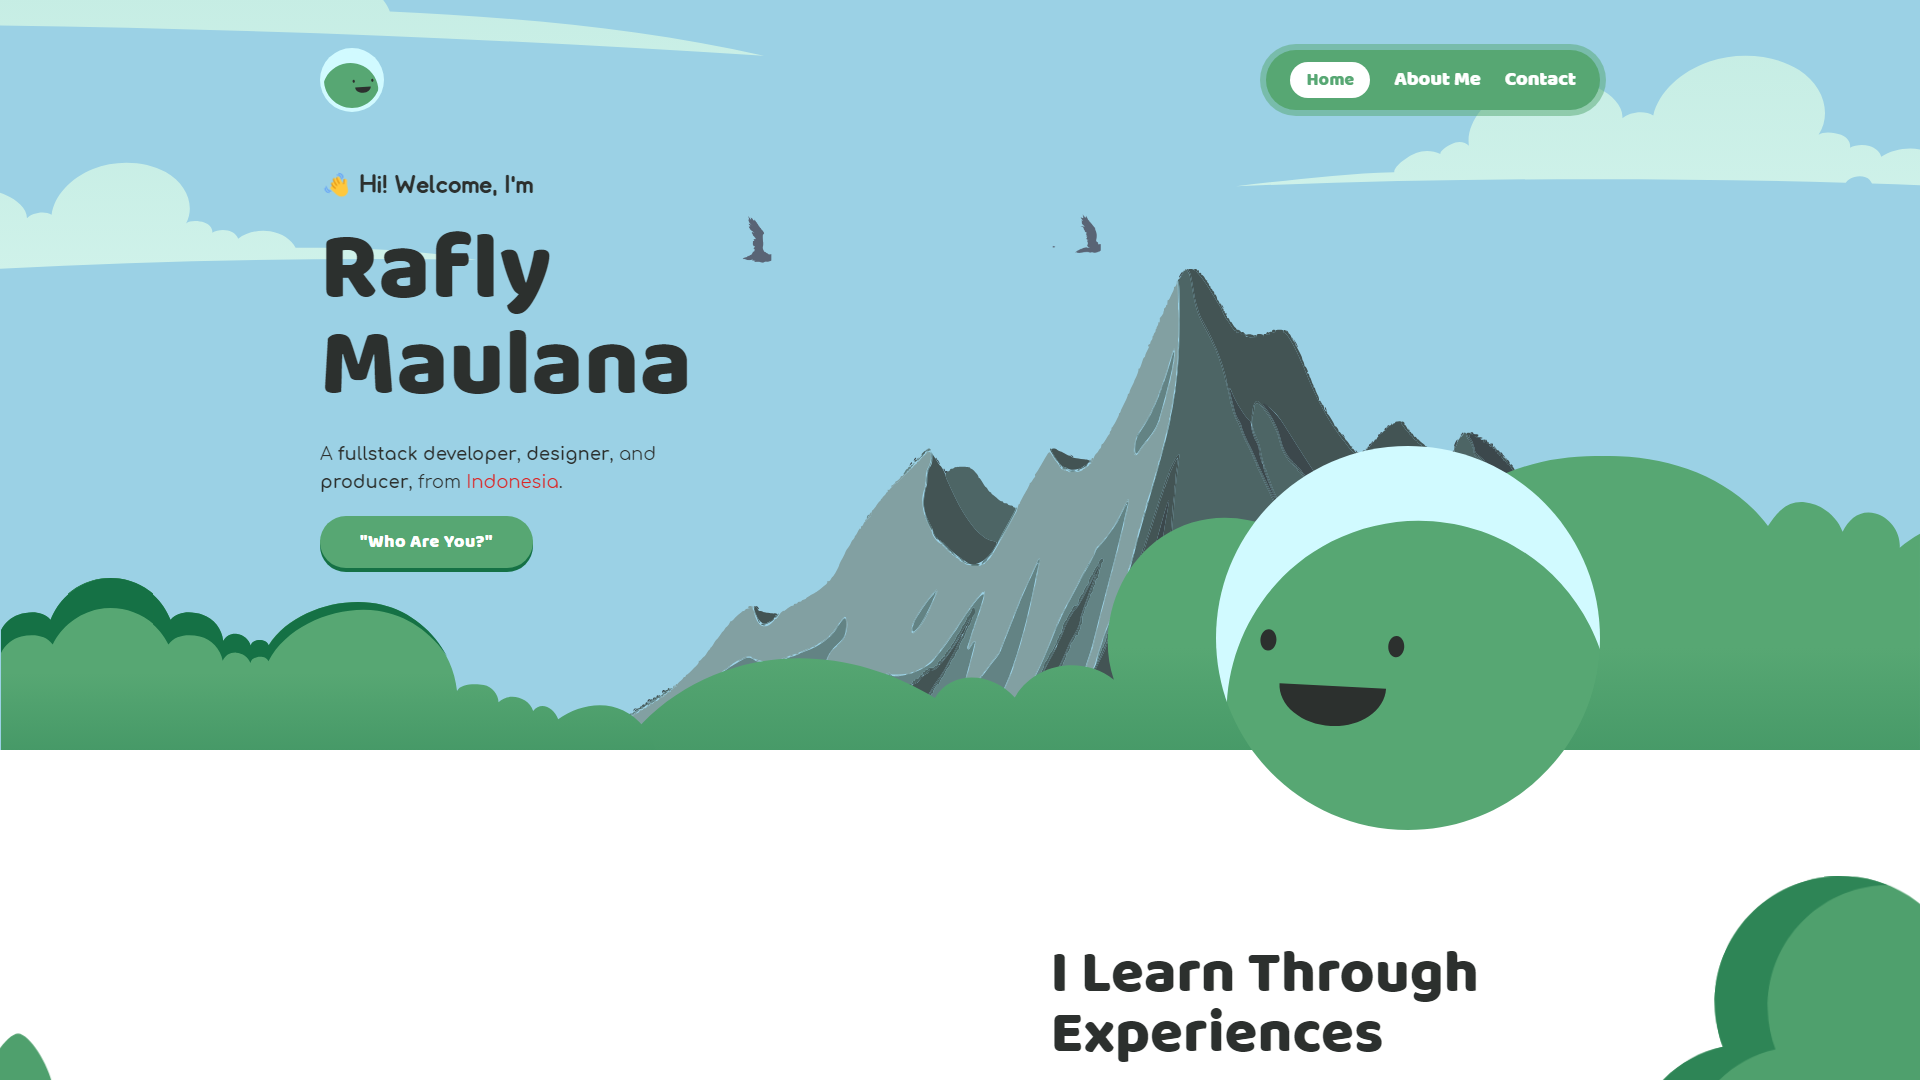 Home About Me Contact
👋 Hi! Welcome, I'm
Rafly
Maulana
A fullstack developer, designer, and
producer, from Indonesia.
"Who Are You?"
I Learn Through
Experiences